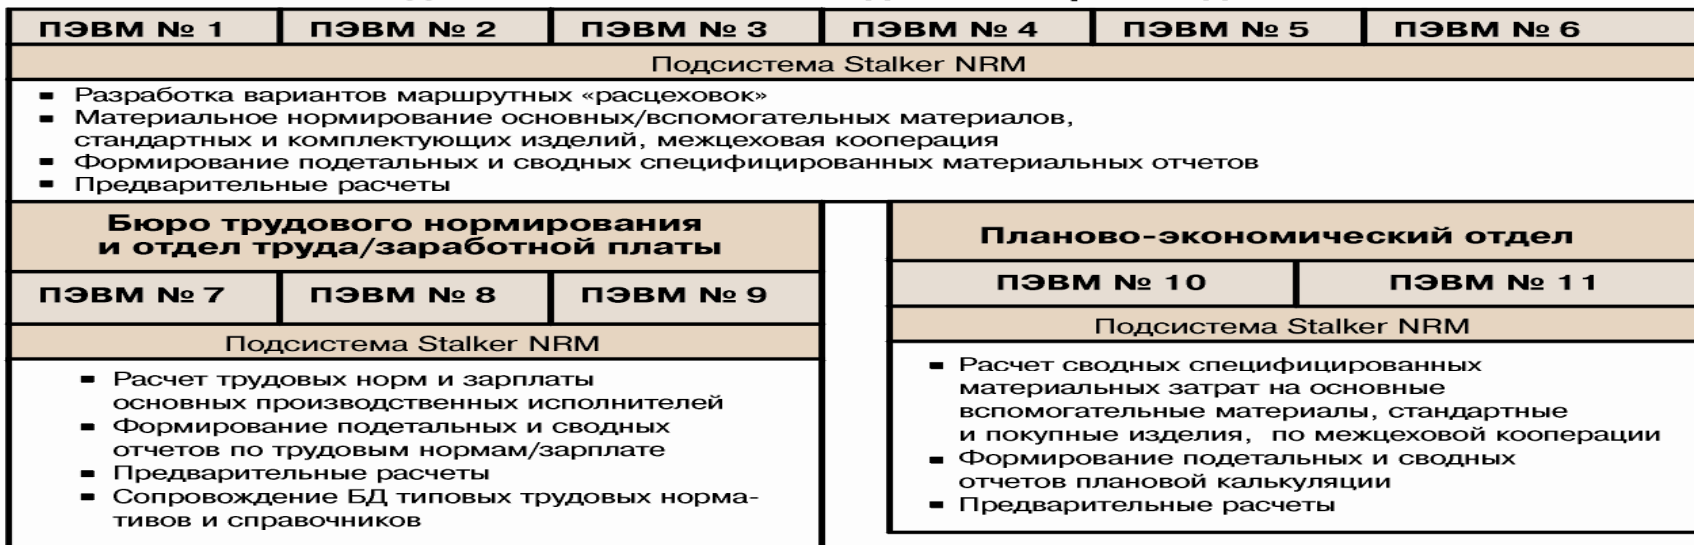 ПЭВМ № 1 ПЭВМ № 2 ПЭВМ № 3 ПЭВМ № 4 ПЭВМ № 5 ПЭВМ № 6
Подсистема Stalker NRM
▪ Разработка вариантов маршрутных «расцеховок»
▪ Материальное нормирование основных/вспомогательных материалов,
стандартных и комплектующих изделий, межцеховая кооперация
▪ Формирование подетальных и сводных специфицированных материальных отчетов
▪ Предварительные расчеты
Бюро трудового нормирования
и отдел труда/заработной платы
ПЭВМ № 7 ПЭВМ № 8 ПЭВМ № 9
Подсистема Stalker NRM
▪ Расчет трудовых норм и зарплаты
основных производственных исполнителей
▪ Формирование подетальных и сводных
отчетов по трудовым нормам/зарплате
▪ Предварительные расчеты
▪ Сопровождение БД типовых трудовых норма-
тивов и справочников
Планово-экономический отдел
ПЭВМ № 10 ПЭВМ № 11
Подсистема Stalker NRM
▪ Расчет сводных специфицированных
материальных затрат на основные
вспомогательные материалы, стандартные
и покупные изделия, по межцеховой кооперации
▪ Формирование подетальных и сводных
отчетов плановой калькуляции
▪ Предварительные расчеты